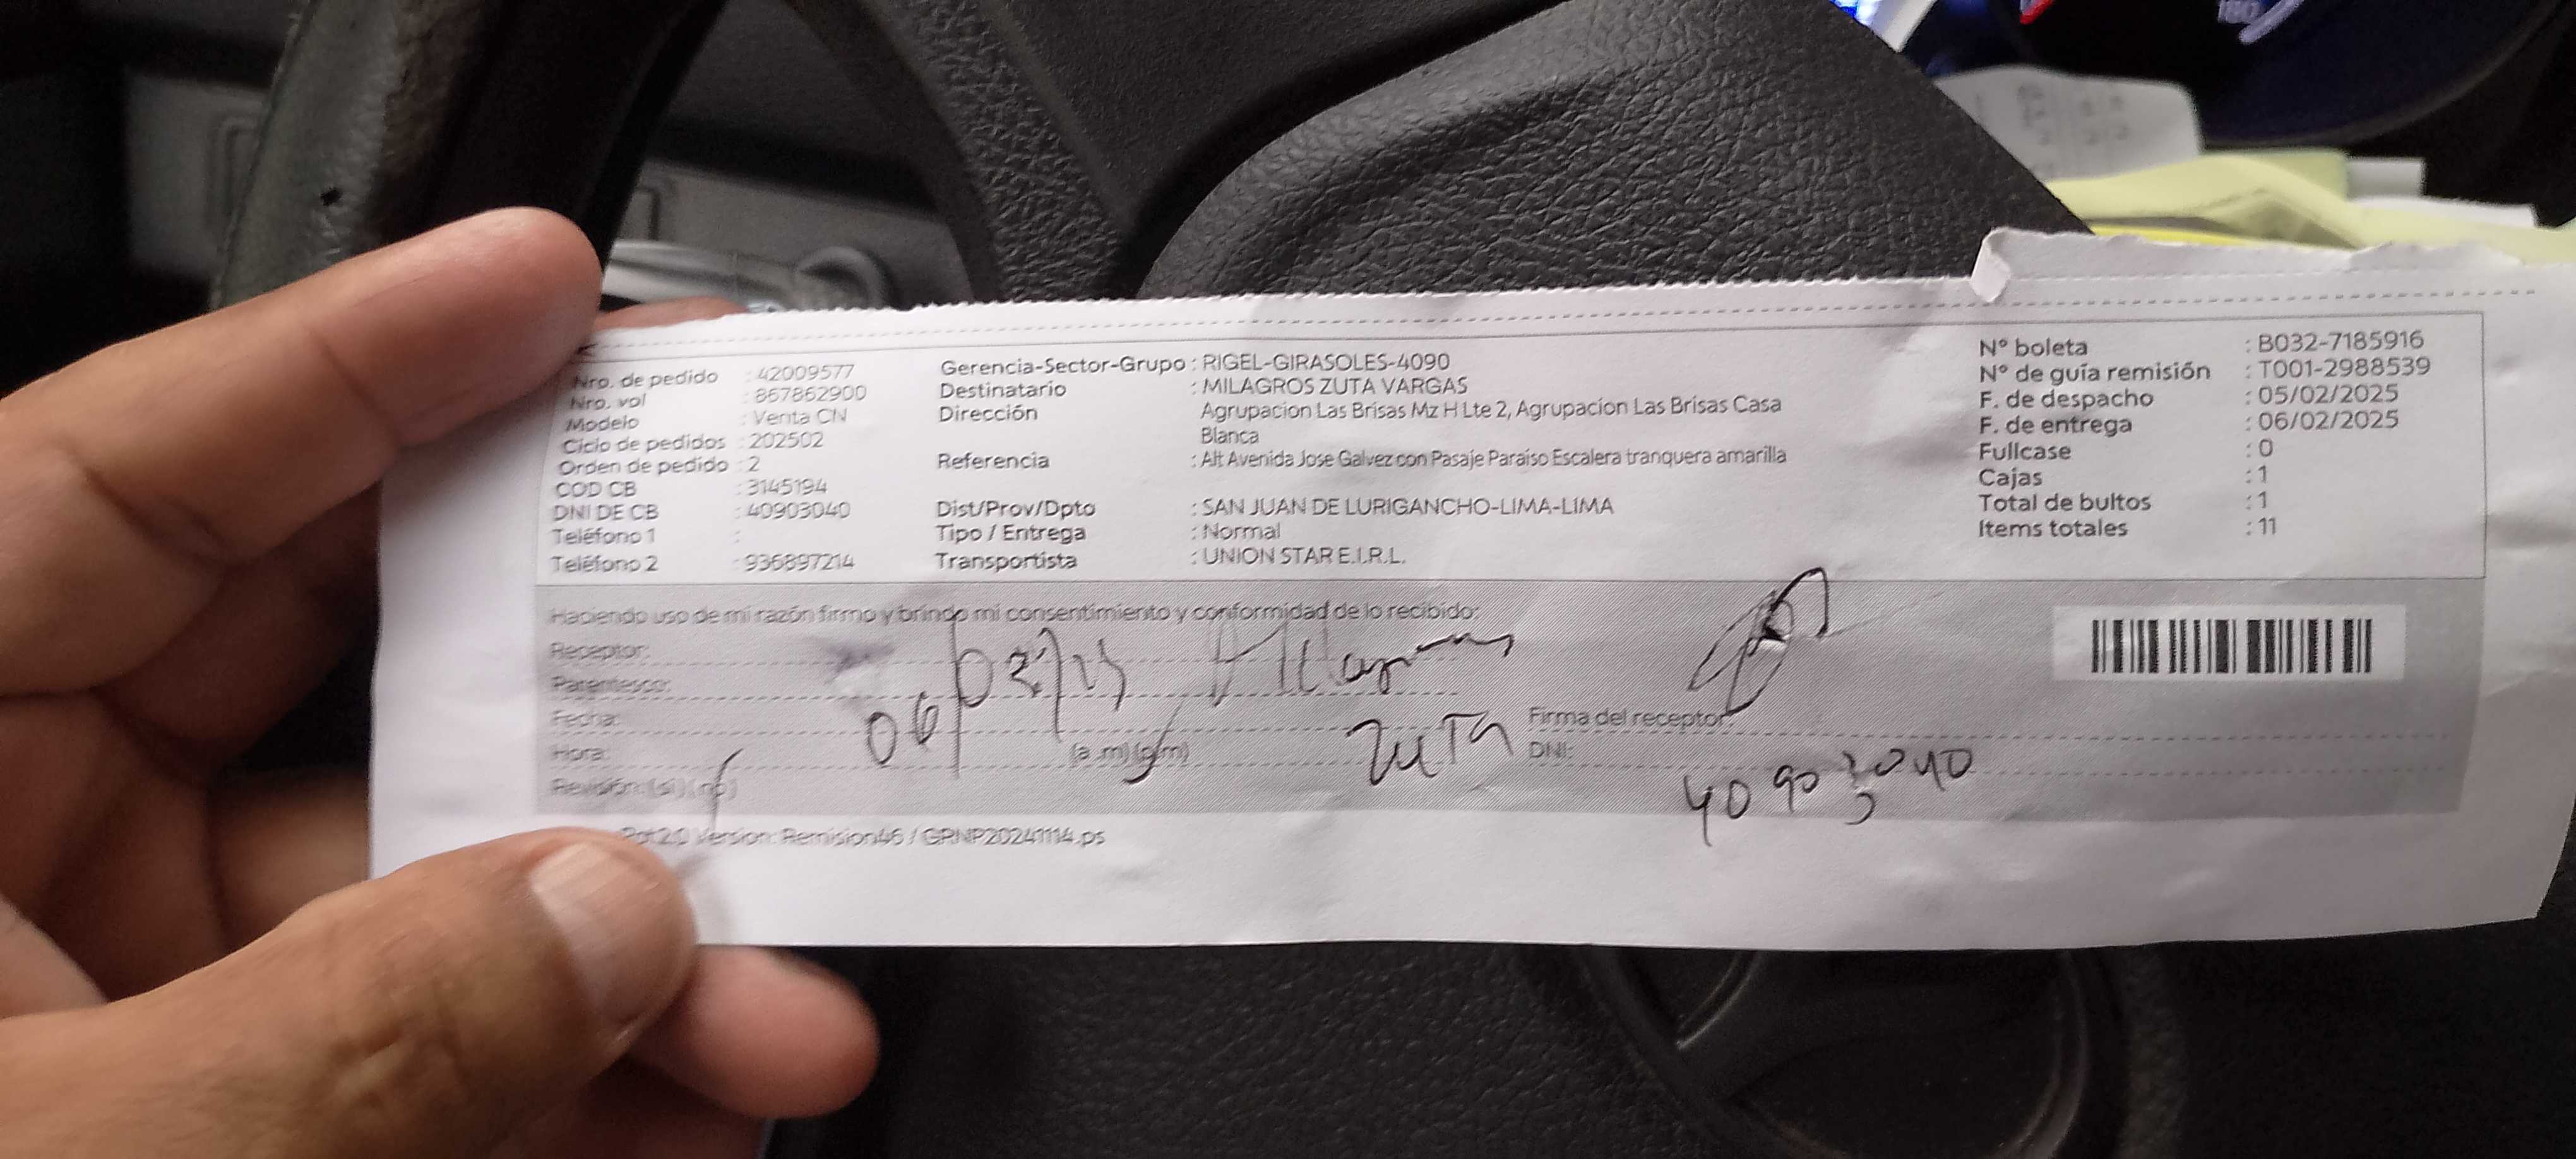 Nro. de pedido : 42009577
Nro. vol : 867862900
Modelo : Venta CN
Ciclo de pedidos : 202502
Orden de pedido : 2
COD CB : 3145194
DNI DE CB : 40903040
Teléfono 1 :
Teléfono 2 : 936897214
Gerencia-Sector-Grupo : RIGEL-GIRASOLES-4090
Destinatario : MILAGROS ZUTA VARGAS
Dirección Agrupacion Las Brisas Mz H Lte 2, Agrupacion Las Brisas Casa
Blanca
Referencia : Alt Avenida Jose Galvez con Pasaje Paraiso Escalera tranquera amarilla
Dist/Prov/Dpto : SAN JUAN DE LURIGANCHO-LIMA-LIMA
Tipo / Entrega : Normal
Transportista : UNION STAR E.I.R.L.
N° boleta : B032-7185916
N° de guía remisión : T001-2988539
F. de despacho : 05/02/2025
F. de entrega : 06/02/2025
Fullcase : 0
Cajas : 1
Total de bultos : 1
Items totales : 11
Haciendo uso de mi razón firmo y brindo mi consentimiento y conformidad de lo recibido:
Receptor:
Parentesco:
Fecha: 06/02/25
Hora: (a.m) (p.m) Zuta
Revisión: (si) (no)
Firma del receptor:
DNI: 40903040
Version: Remision46 / GRNP20241114.ps
180